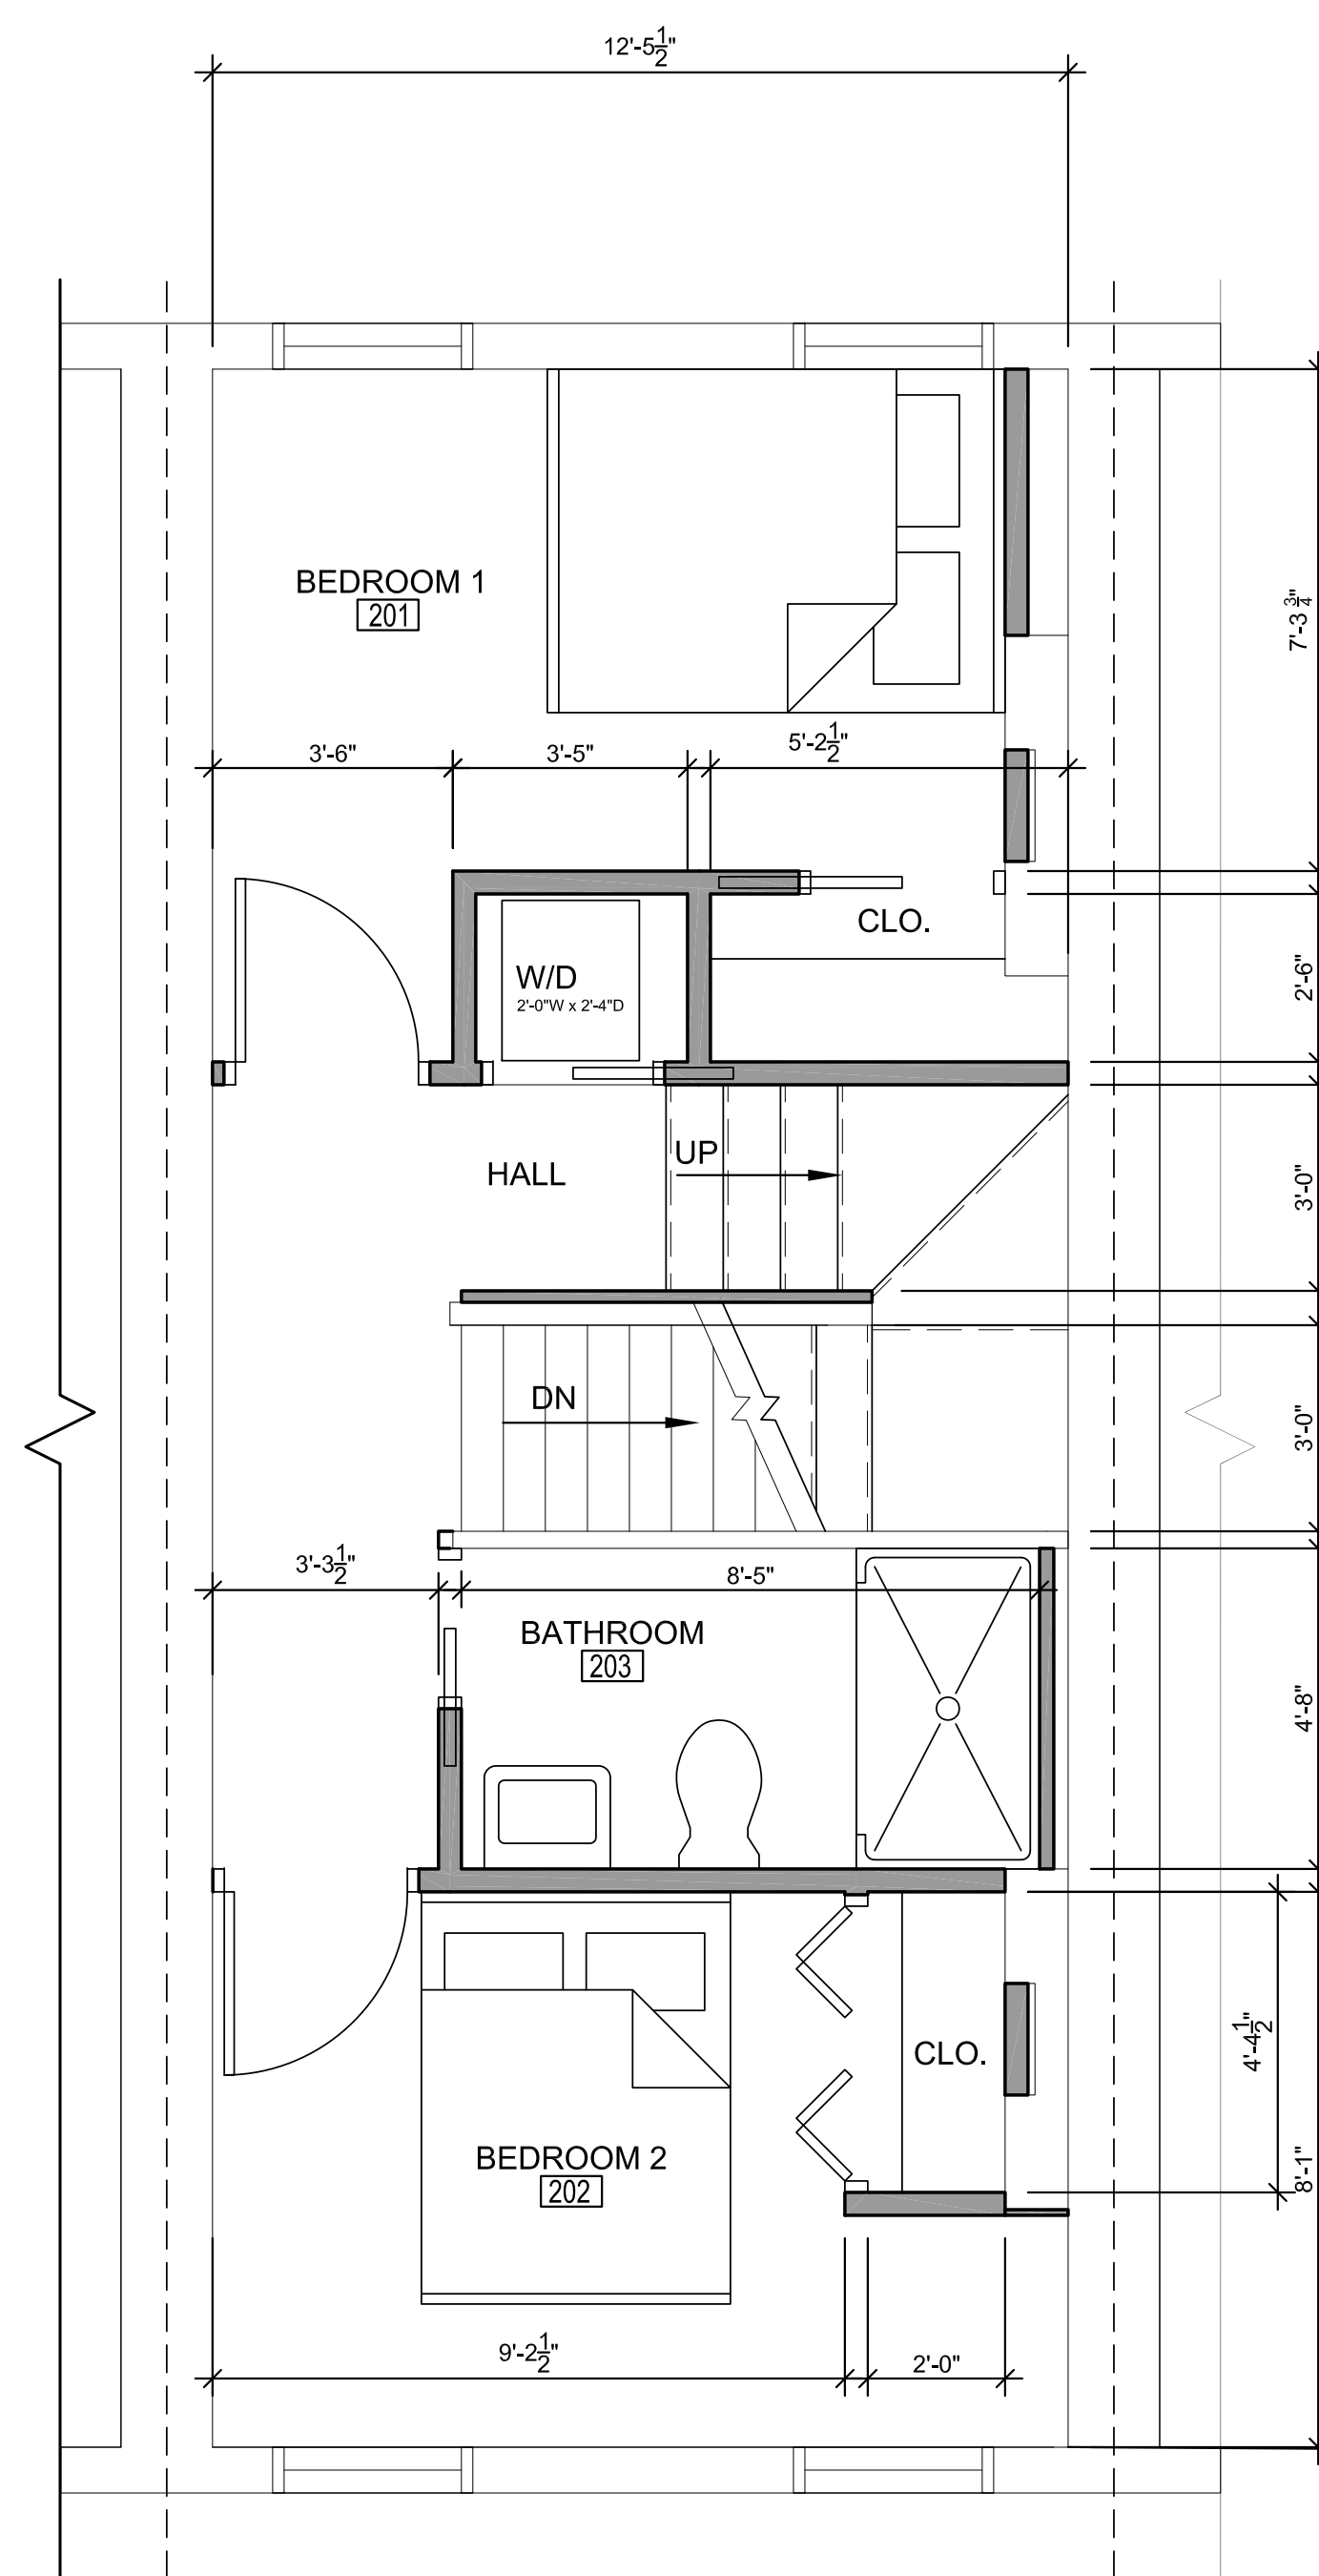 12'-5 1/2"
BEDROOM 1
201
7'-3 3/4"
3'-6"
3'-5"
5'-2 1/2"
CLO.
W/D
2'-0"W x 2'-4"D
2'-6"
UP
HALL
3'-0"
DN
3'-0"
3'-3 1/2"
8'-5"
BATHROOM
203
4'-8"
CLO.
4'-4 1/2"
BEDROOM 2
202
8'-1"
9'-2 1/2"
2'-0"